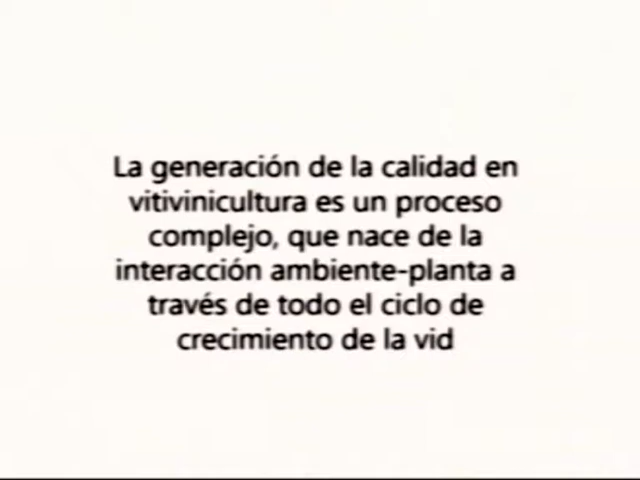 La generación de la calidad en
vitivinicultura es un proceso
complejo, que nace de la
interacción ambiente-planta a
través de todo el ciclo de
crecimiento de la vid